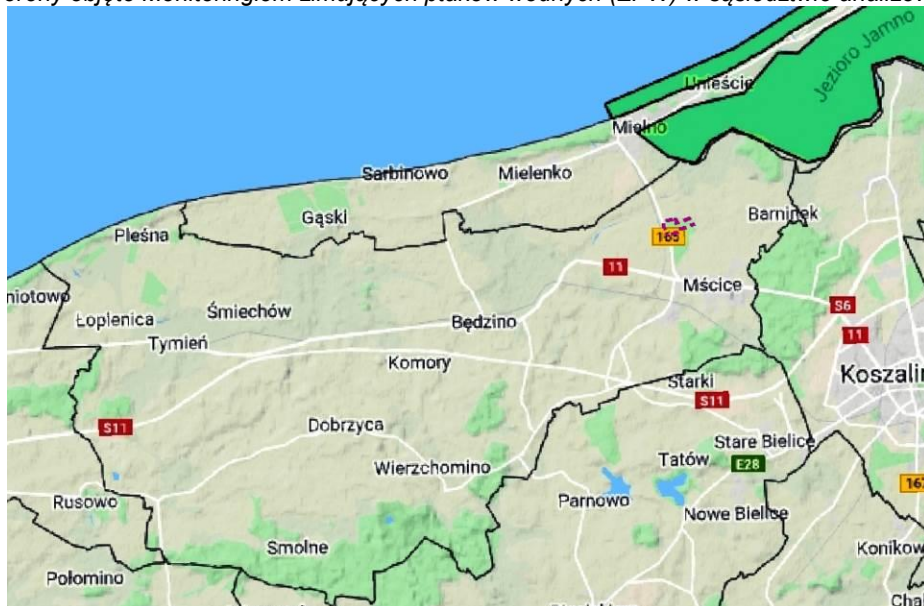 Jezioro Jamno
Unieście
Mielno
Sarbinowo
Mielenko
Gąski
Pleśna
Barninek
165
11
Mścice
niotowo
Łopienica
Śmiechów
S6
Będzino
11
Tymień
Komory
Koszalin
Starki
S11
S11
Dobrzyca
Stare Bielice
Wierzchomino
Tatów
E28
Rusowo
Parnowo
Nowe Bielice
Smolne
Konikow
Połomino